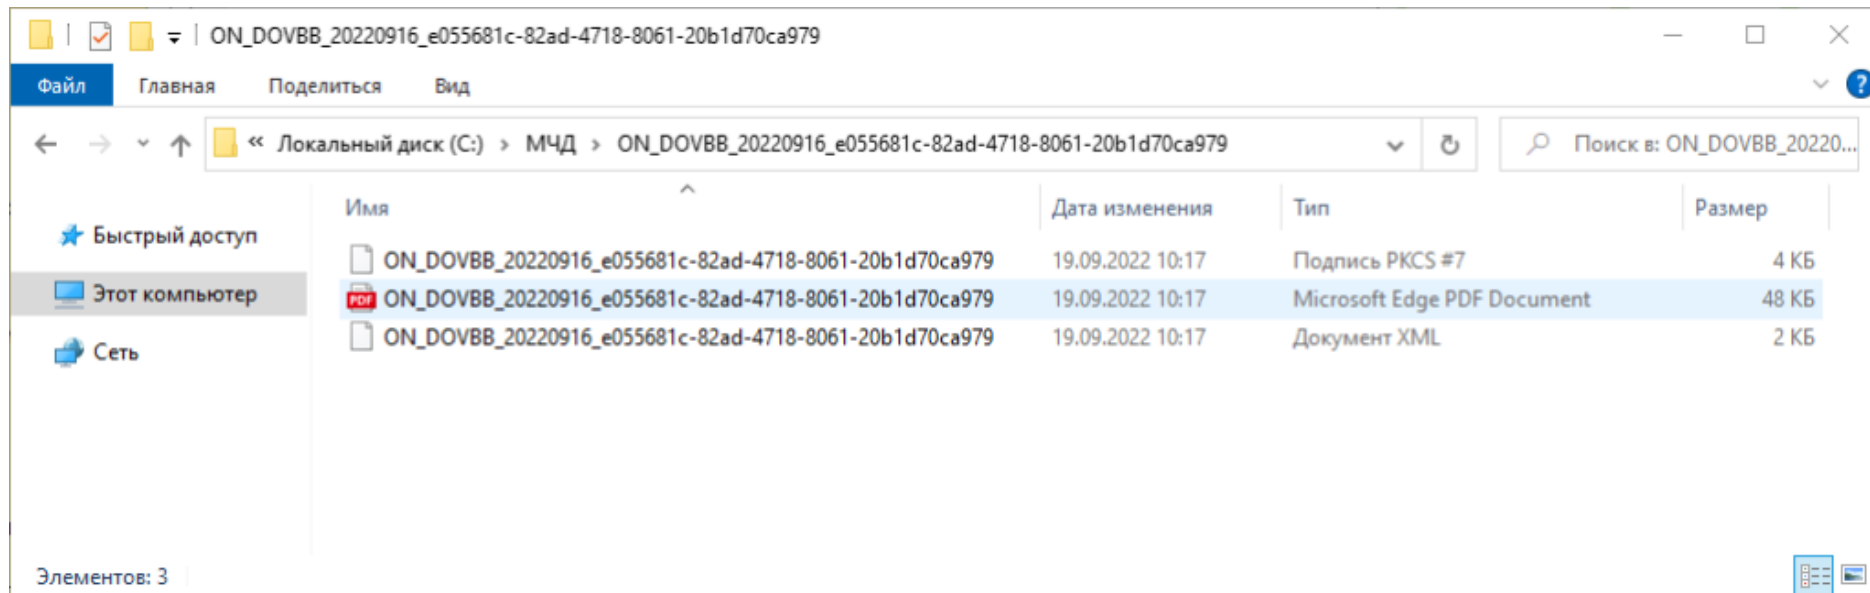 ON_DOVBB_20220916_e055681c-82ad-4718-8061-20b1d70ca979
Файл Главная Поделиться Вид
« Локальный диск (C:) › МЧД › ON_DOVBB_20220916_e055681c-82ad-4718-8061-20b1d70ca979 Поиск в: ON_DOVBB_20220...
Имя Дата изменения Тип Размер
Быстрый доступ
ON_DOVBB_20220916_e055681c-82ad-4718-8061-20b1d70ca979 19.09.2022 10:17 Подпись PKCS #7 4 КБ
Этот компьютер
PDF ON_DOVBB_20220916_e055681c-82ad-4718-8061-20b1d70ca979 19.09.2022 10:17 Microsoft Edge PDF Document 48 КБ
Сеть
ON_DOVBB_20220916_e055681c-82ad-4718-8061-20b1d70ca979 19.09.2022 10:17 Документ XML 2 КБ
Элементов: 3